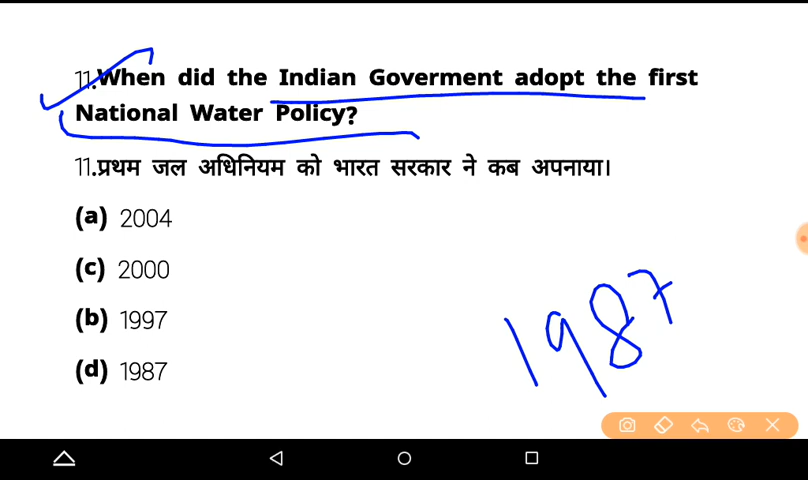 11.When did the Indian Goverment adopt the first
National Water Policy?
11.प्रथम जल अधिनियम को भारत सरकार ने कब अपनाया।
(a) 2004
(c) 2000
(b) 1997
(d) 1987
1987